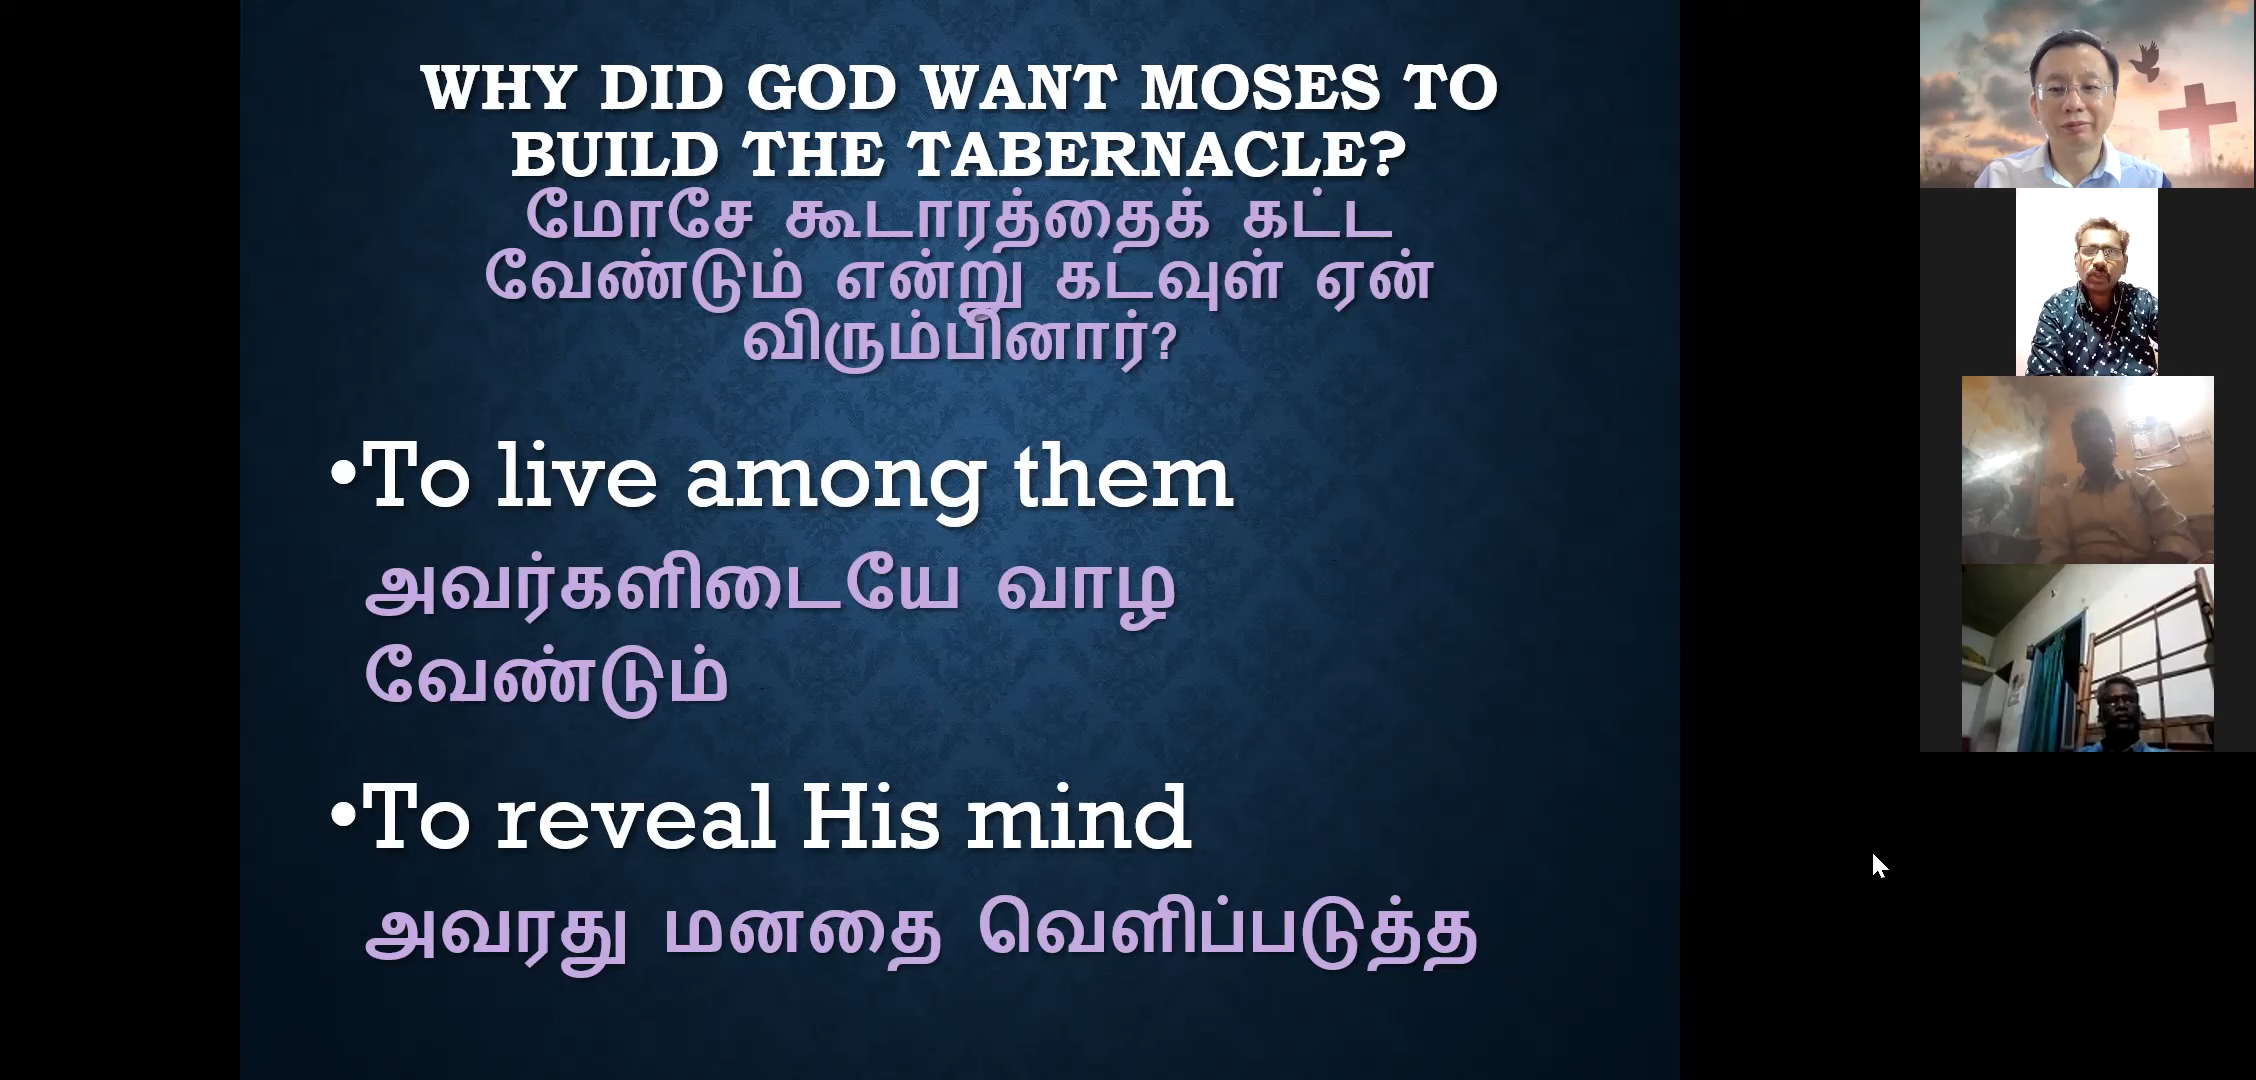 WHY DID GOD WANT MOSES TO
BUILD THE TABERNACLE?
மோசே கூடாரத்தைக் கட்ட
வேண்டும் என்று கடவுள் ஏன்
விரும்பினார்?
•To live among them
அவர்களிடையே வாழ
வேண்டும்
•To reveal His mind
அவரது மனதை வெளிப்படுத்த